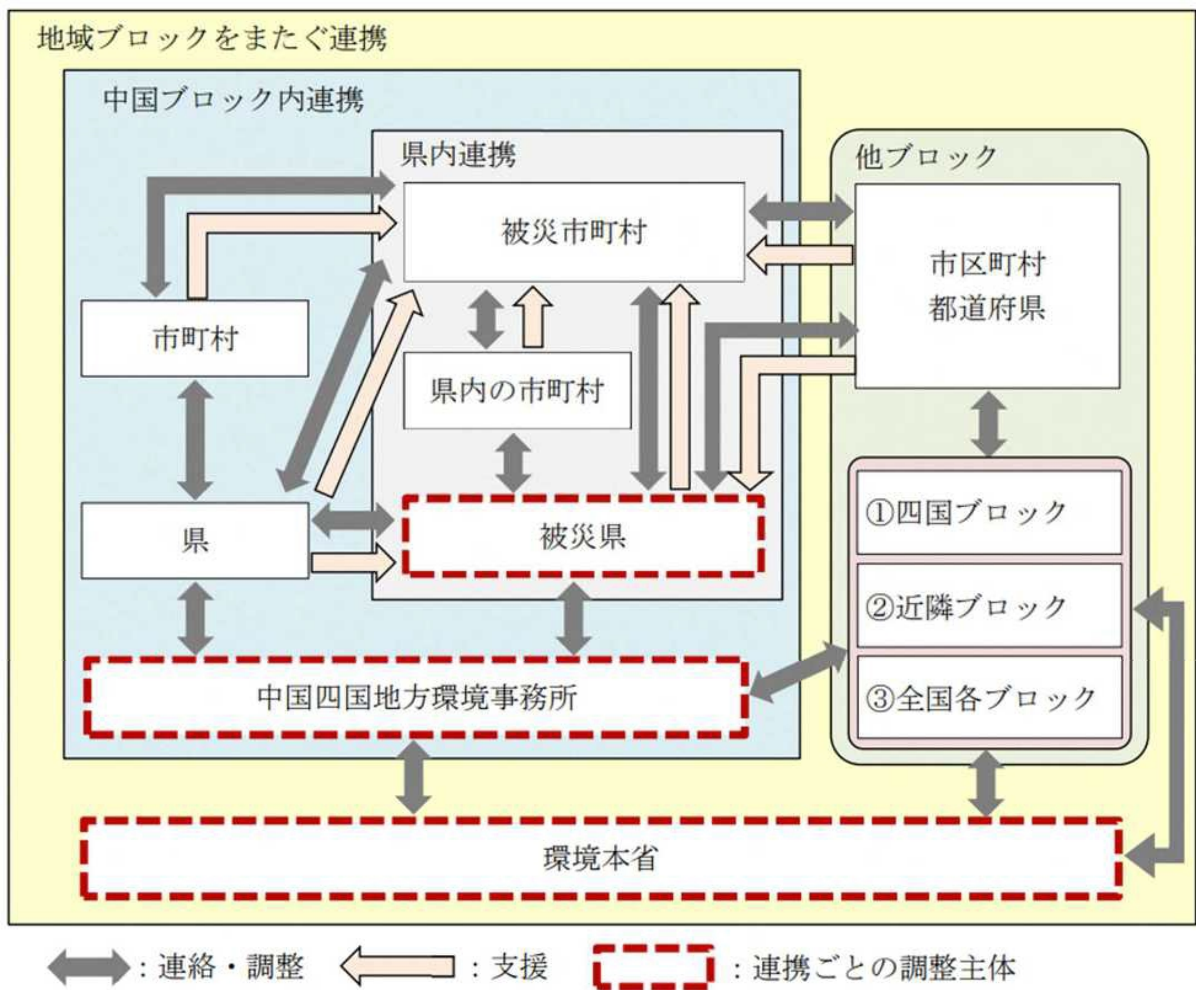 地域ブロックをまたぐ連携
中国ブロック内連携
県内連携
他ブロック
被災市町村
市区町村
都道府県
市町村
県内の市町村
県
被災県
①四国ブロック
②近隣ブロック
③全国各ブロック
中国四国地方環境事務所
環境本省
：連絡・調整
：支援
：連携ごとの調整主体